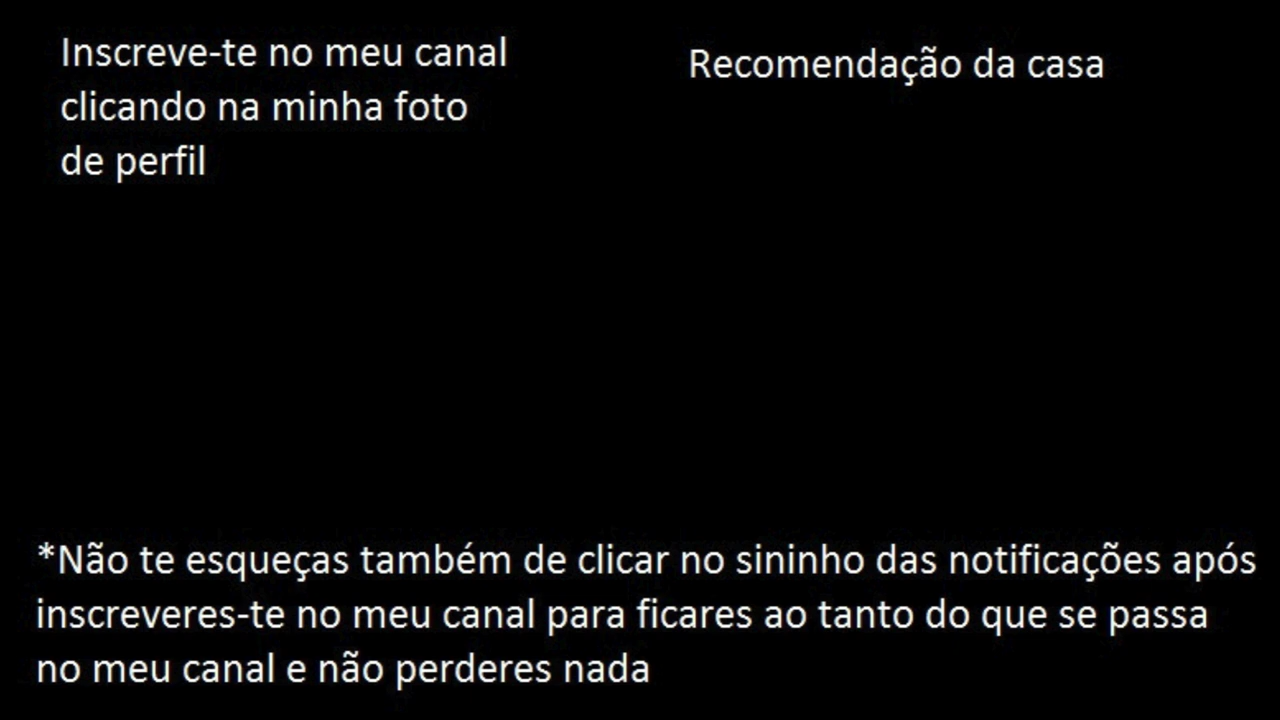 Inscreve-te no meu canal
clicando na minha foto
de perfil
Recomendação da casa
*Não te esqueças também de clicar no sininho das notificações após
inscreveres-te no meu canal para ficares ao tanto do que se passa
no meu canal e não perderes nada